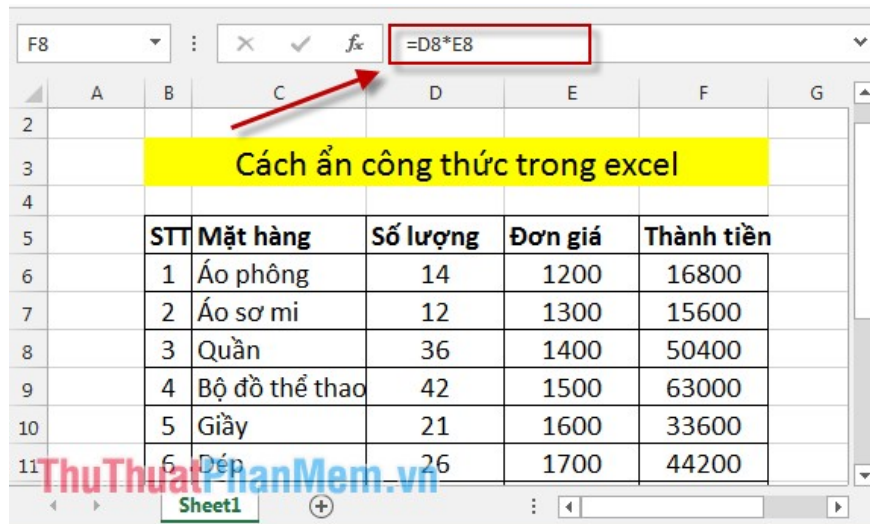 F8 fx =D8*E8
A B C D E F G
2
3 Cách ẩn công thức trong excel
4
5 STT Mặt hàng Số lượng Đơn giá Thành tiền
6 1 Áo phông 14 1200 16800
7 2 Áo sơ mi 12 1300 15600
8 3 Quần 36 1400 50400
9 4 Bộ đồ thể thao 42 1500 63000
10 5 Giầy 21 1600 33600
11 6 Dép 26 1700 44200
ThuThuatPhanMem.vn
Sheet1